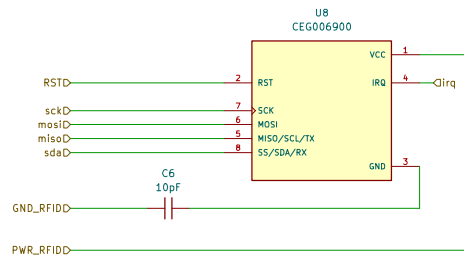 U8
CEG006900
VCC 1
RST 2 RST IRQ 4 irq
sck 7 SCK
mosi 6 MOSI
miso 5 MISO/SCL/TX
sda 8 SS/SDA/RX
GND 3
C6
10pF
GND_RFID
PWR_RFID